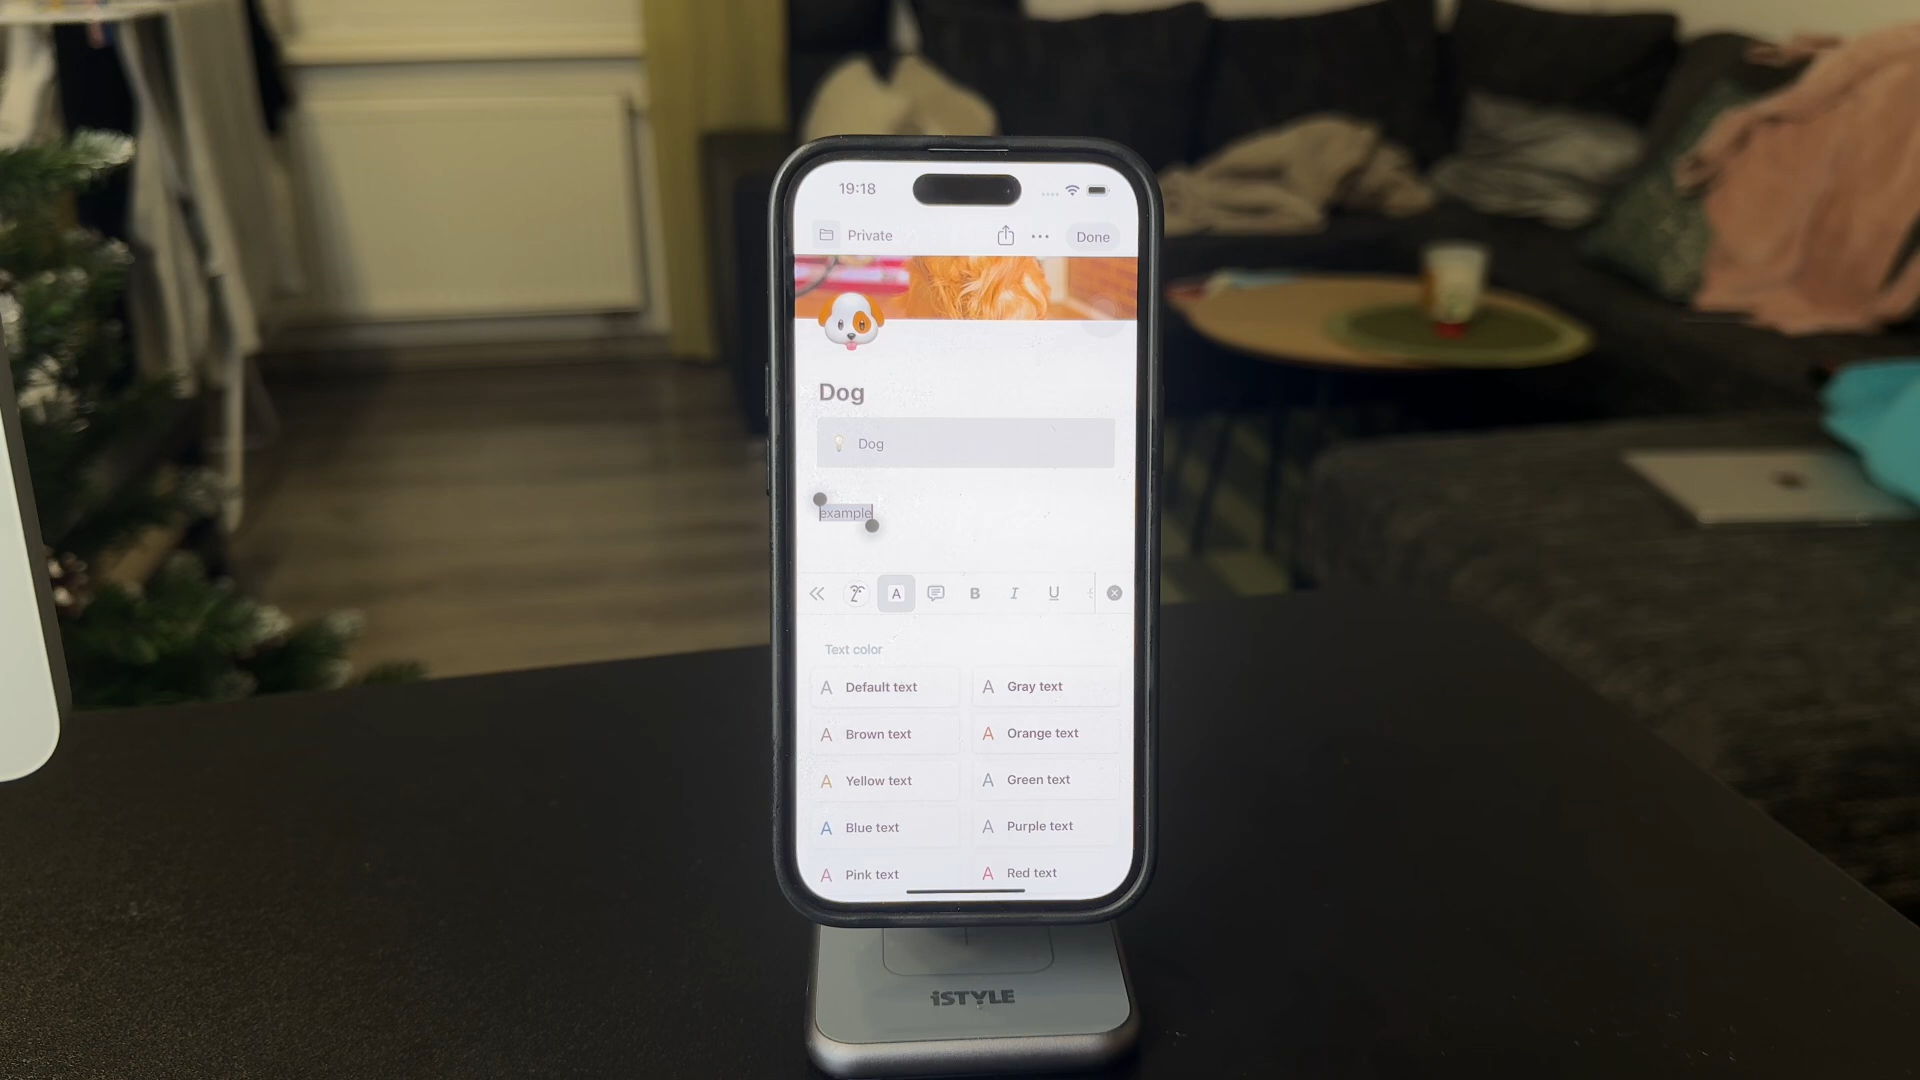 19:18
Private
Done
Dog
Dog
example
A B I U
Text color
A Default text
A Gray text
A Brown text
A Orange text
A Yellow text
A Green text
A Blue text
A Purple text
A Pink text
A Red text
iSTYLE